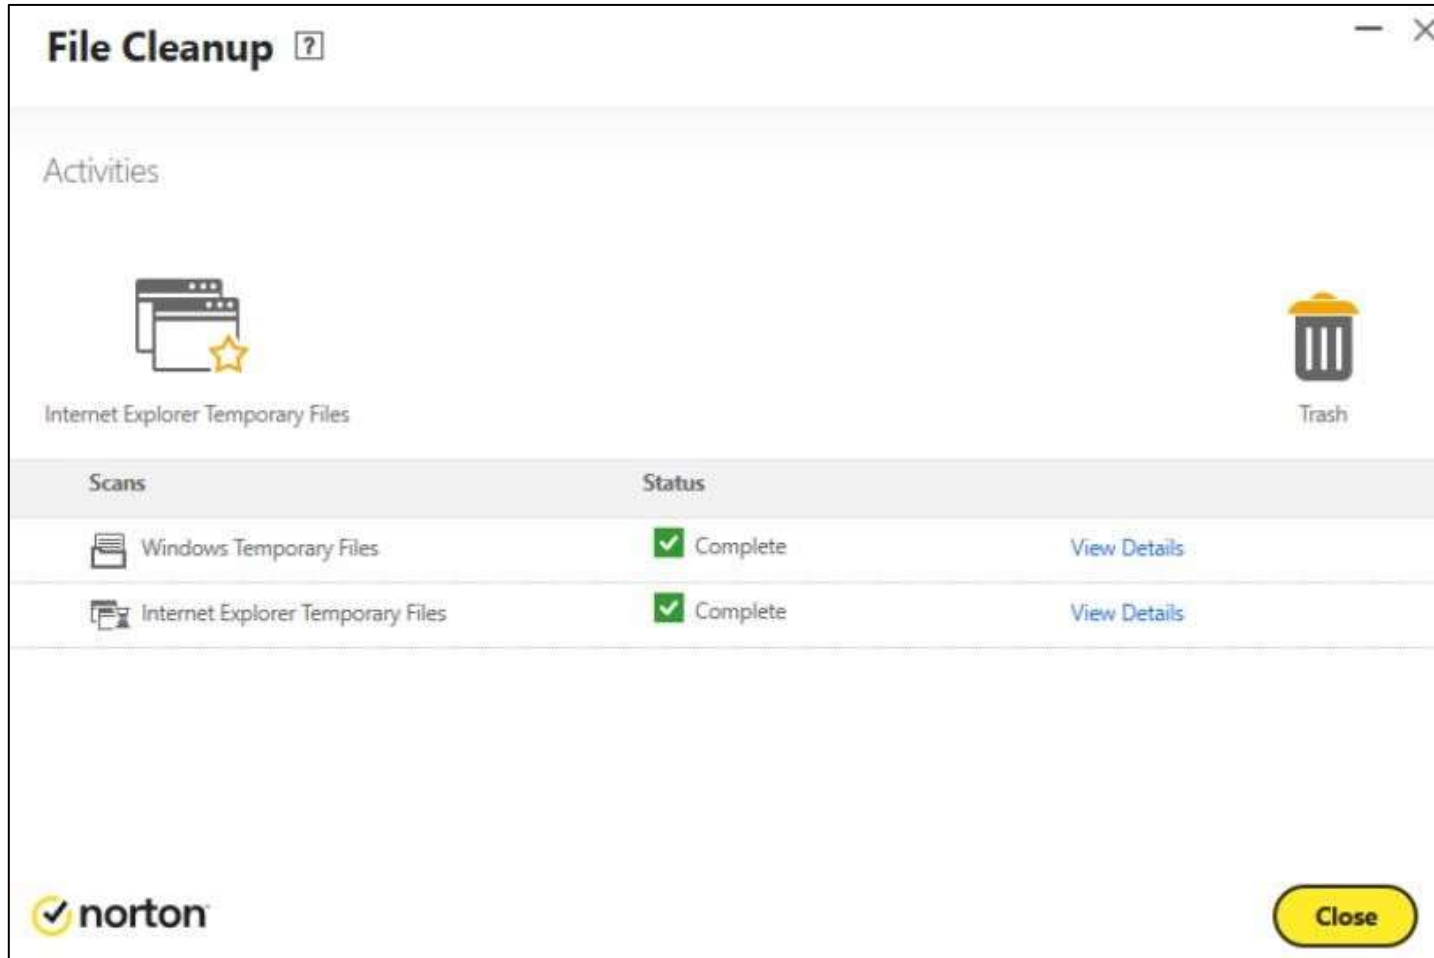 File Cleanup ?
Activities
Internet Explorer Temporary Files
Trash
Scans Status
Windows Temporary Files Complete View Details
Internet Explorer Temporary Files Complete View Details
norton
Close